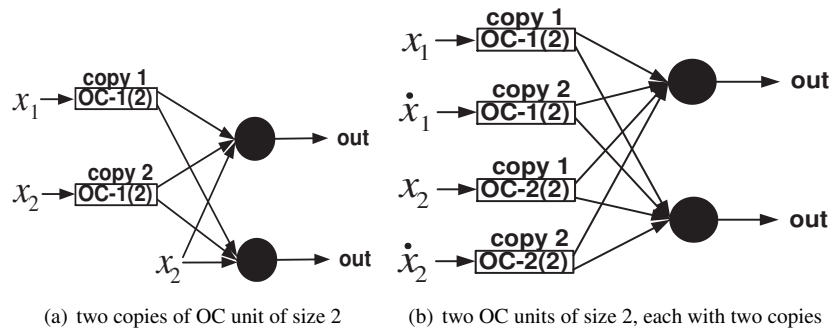 copy 1
x₁ OC-1(2)
out
copy 2
x₂ OC-1(2)
x₂
out
(a) two copies of OC unit of size 2
copy 1
x₁ OC-1(2)
out
copy 2
ẋ₁ OC-1(2)
copy 1
x₂ OC-2(2)
out
copy 2
ẋ₂ OC-2(2)
(b) two OC units of size 2, each with two copies